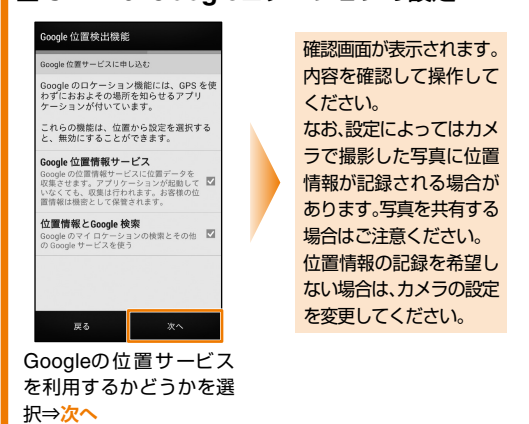 Google 位置検出機能
Google 位置サービスに申し込む
Google のロケーション機能には、GPS を使
わずにおおよその場所を知らせるアプリ
ケーションが付いています。
これらの機能は、位置から設定を選択する
と、無効にすることができます。
Google 位置情報サービス
Google の位置情報サービスに位置データを
収集させます。アプリケーションが起動して
いなくても、収集は行われます。お客様の位
置情報は機密として保管されます。
位置情報とGoogle 検索
Google のマイ ロケーションの検索とその他
の Google サービスを使う
戻る
次へ
Googleの位置サービス
を利用するかどうかを選
択⇒次へ
確認画面が表示されます。
内容を確認して操作して
ください。
なお、設定によってはカメ
ラで撮影した写真に位置
情報が記録される場合が
あります。写真を共有する
場合はご注意ください。
位置情報の記録を希望し
ない場合は、カメラの設定
を変更してください。